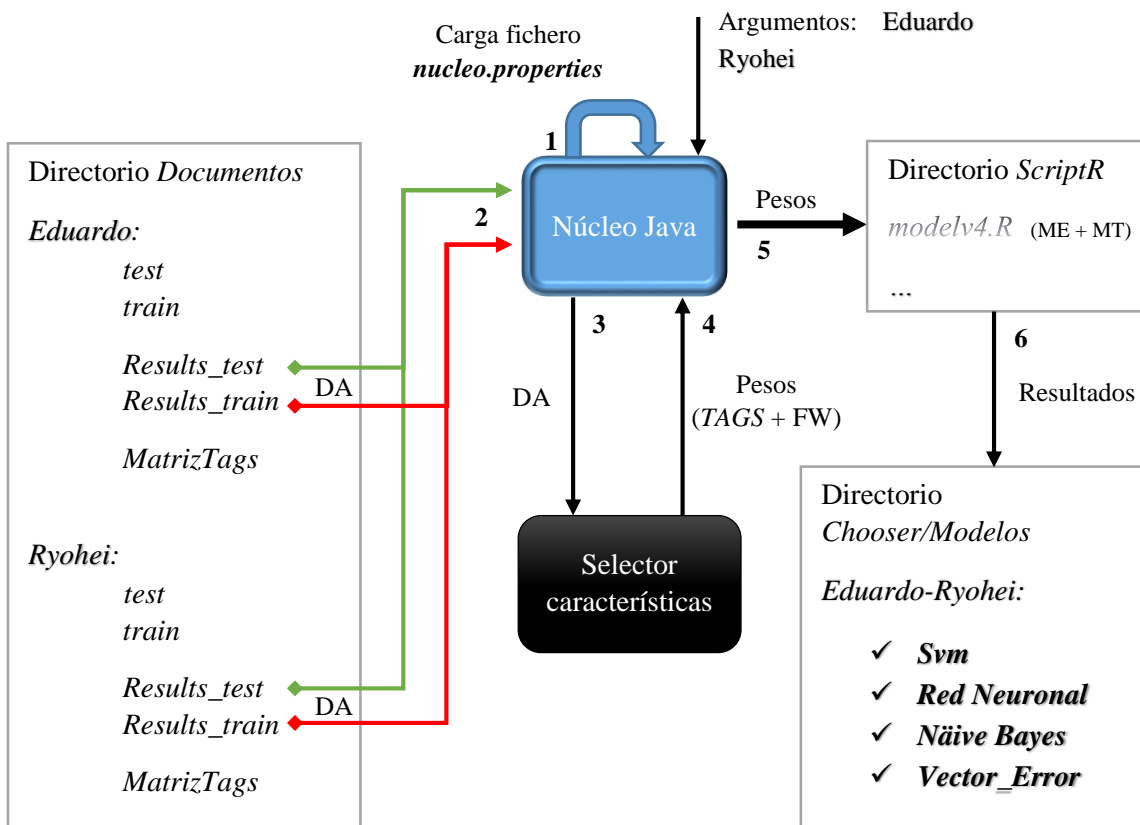 Carga fichero
nucleo.properties
Argumentos: Eduardo
Ryohei
1
Directorio Documentos
Eduardo:
test
train
Results_test
DA
Results_train
MatrizTags
Ryohei:
test
train
Results_test
DA
Results_train
MatrizTags
2
Núcleo Java
Pesos
5
Directorio ScriptR
modelv4.R (ME + MT)
...
3
4
DA
Pesos
(TAGS + FW)
6
Resultados
Selector
características
Directorio
Chooser/Modelos
Eduardo-Ryohei:
✓ Svm
✓ Red Neuronal
✓ Näive Bayes
✓ Vector_Error